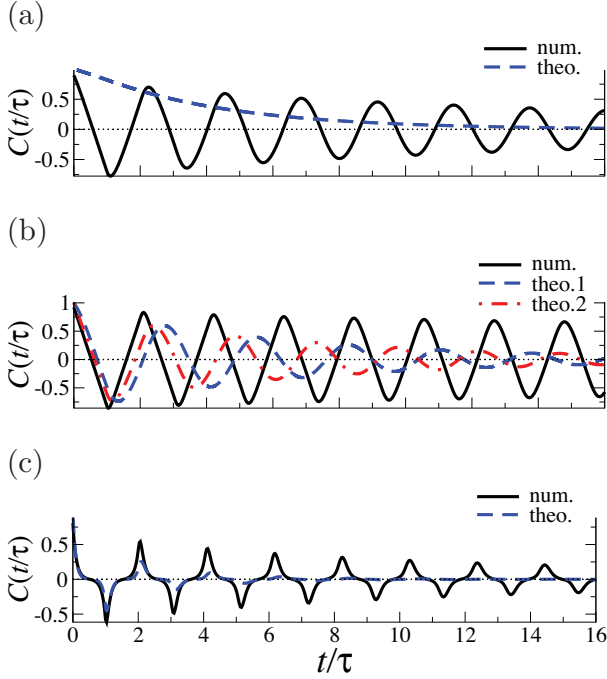 (a)
num.
theo.
C(t/τ)
0.5
0
-0.5
(b)
num.
theo.1
theo.2
C(t/τ)
1
0.5
0
-0.5
(c)
num.
theo.
C(t/τ)
0.5
0
-0.5
0 2 4 6 8 10 12 14 16
t/τ